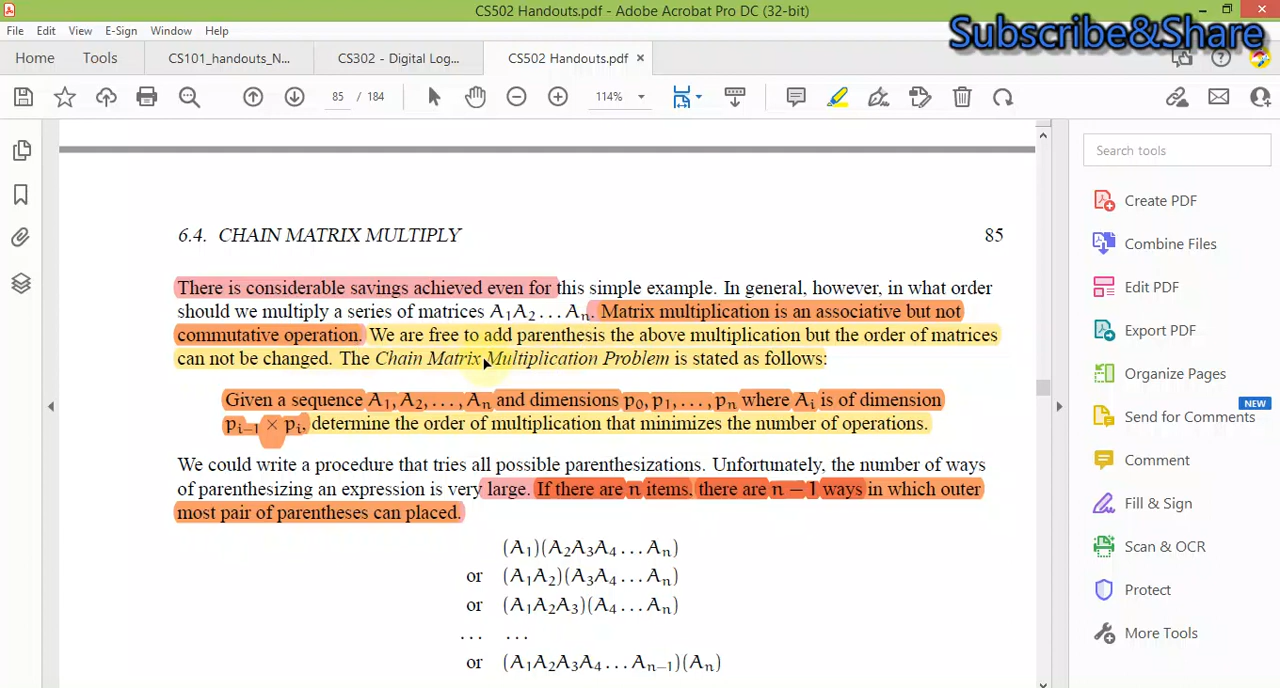 CS502 Handouts.pdf - Adobe Acrobat Pro DC (32-bit)
Subscribe&Share
File Edit View E-Sign Window Help
Home Tools CS101_handouts_N... CS302 - Digital Log... CS502 Handouts.pdf ×
85 / 184 114%
Search tools
Create PDF
Combine Files
Edit PDF
Export PDF
Organize Pages
NEW
Send for Comments
Comment
Fill & Sign
Scan & OCR
Protect
More Tools
6.4. CHAIN MATRIX MULTIPLY 85
There is considerable savings achieved even for this simple example. In general, however, in what order
should we multiply a series of matrices A₁A₂...Aₙ. Matrix multiplication is an associative but not
commutative operation. We are free to add parenthesis the above multiplication but the order of matrices
can not be changed. The Chain Matrix Multiplication Problem is stated as follows:
Given a sequence A₁, A₂, ..., Aₙ and dimensions p₀, p₁, ..., pₙ where Aᵢ is of dimension
pᵢ₋₁ × pᵢ, determine the order of multiplication that minimizes the number of operations.
We could write a procedure that tries all possible parenthesizations. Unfortunately, the number of ways
of parenthesizing an expression is very large. If there are n items, there are n − 1 ways in which outer
most pair of parentheses can placed.
(A₁)(A₂A₃A₄...Aₙ)
or (A₁A₂)(A₃A₄...Aₙ)
or (A₁A₂A₃)(A₄...Aₙ)
... ...
or (A₁A₂A₃A₄...Aₙ₋₁)(Aₙ)